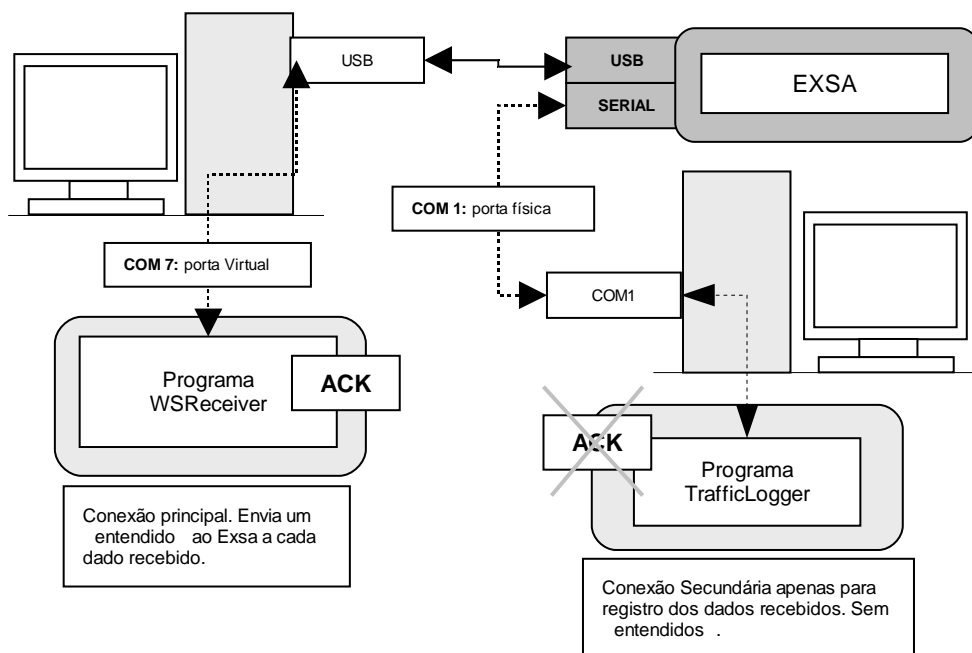 USB
USB
SERIAL
EXSA
COM 1: porta física
COM 7: porta Virtual
COM1
Programa
WSReceiver
ACK
ACK
Programa
TrafficLogger
Conexão principal. Envia um
entendido ao Exsa a cada
dado recebido.
Conexão Secundária apenas para
registro dos dados recebidos. Sem
entendidos .